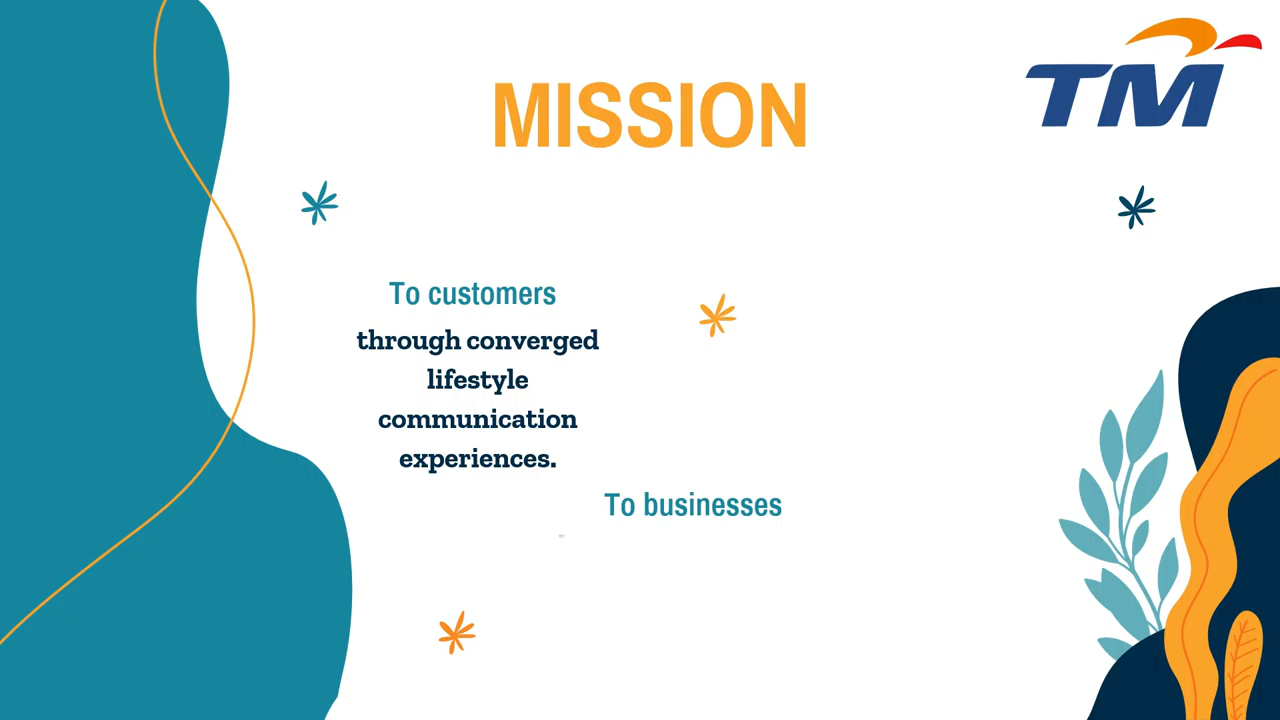 TM
MISSION
To customers
through converged
lifestyle
communication
experiences.
To businesses